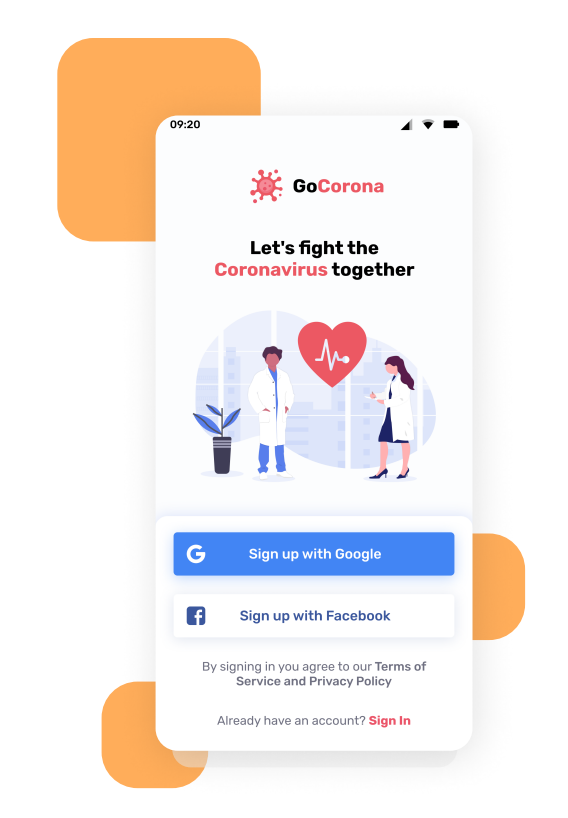 09:20
GoCorona
Let's fight the
Coronavirus together
Sign up with Google
Sign up with Facebook
By signing in you agree to our Terms of
Service and Privacy Policy
Already have an account? Sign In